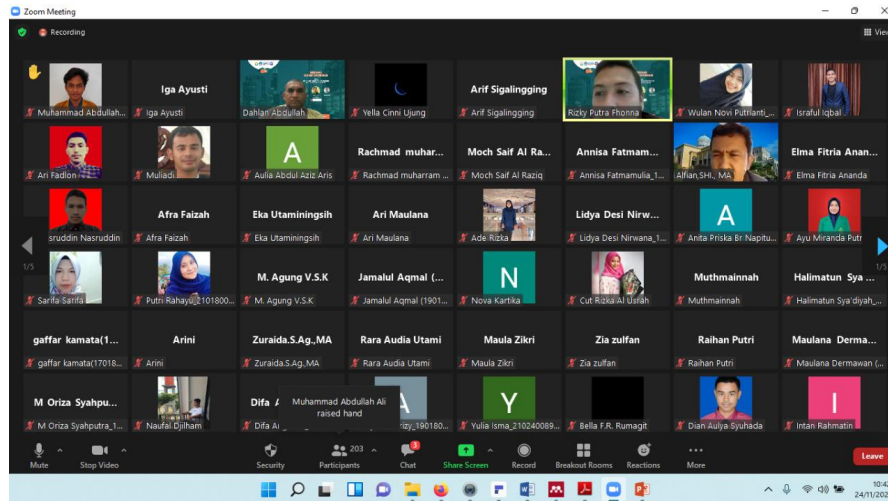 Zoom Meeting
Recording
View
Iga Ayusti
Arif Sigalingging
Muhammad Abdullah...
Iga Ayusti
Dahlan Abdullah
Yella Cinni Ujung
Arif Sigalingging
Rizky Putra Fhonna
Wulan Novi Putrianti_...
Israful Iqbal
A
Rachmad muhar...
Moch Saif Al Ra...
Annisa Fatmam...
Elma Fitria Anan...
Ari Fadlon
Muliadi
Aulia Abdul Aziz Aris
Rachmad muharram ...
Moch Saif Al Raziq
Annisa Fatmamulia_1...
Alfian,SHI., MA
Elma Fitria Ananda
Afra Faizah
Eka Utaminingsih
Ari Maulana
Lidya Desi Nirw...
A
sruddin Nasruddin
Afra Faizah
Eka Utaminingsih
Ari Maulana
Ade Rizka
Lidya Desi Nirwana_1...
Anita Priska Br Napitu...
Ayu Miranda Putr
1/5
1/5
M. Agung V.S.K
Jamalul Aqmal (...
N
Muthmainnah
Halimatun Sya ...
Sarifa Sarifa
Putri Rahayu_2101800...
M. Agung V.S.K
Jamalul Aqmal (1901...
Nova Kartika
Cut Rizka Al Usrah
Muthmainnah
Halimatun Sya'diyah_...
gaffar kamata(1...
Arini
Zuraida.S.Ag.,MA
Rara Audia Utami
Maula Zikri
Zia zulfan
Raihan Putri
Maulana Derma...
gaffar kamata(17018...
Arini
Zuraida.S.Ag.,MA
Rara Audia Utami
Maula Zikri
Zia zulfan
Raihan Putri
Maulana Dermawan (...
M Oriza Syahpu...
Difa A
Muhammad Abdullah Ali
raised hand
Y
I
M Oriza Syahputra_1...
Naufal Djilham
Yulia Isma_210240089...
Bella F.R. Rumagit
Dian Aulya Syuhada
Intan Rahmatin
203
3
Mute
Stop Video
Security
Participants
Chat
Share Screen
Record
Breakout Rooms
Reactions
More
Leave
10:4
24/11/202